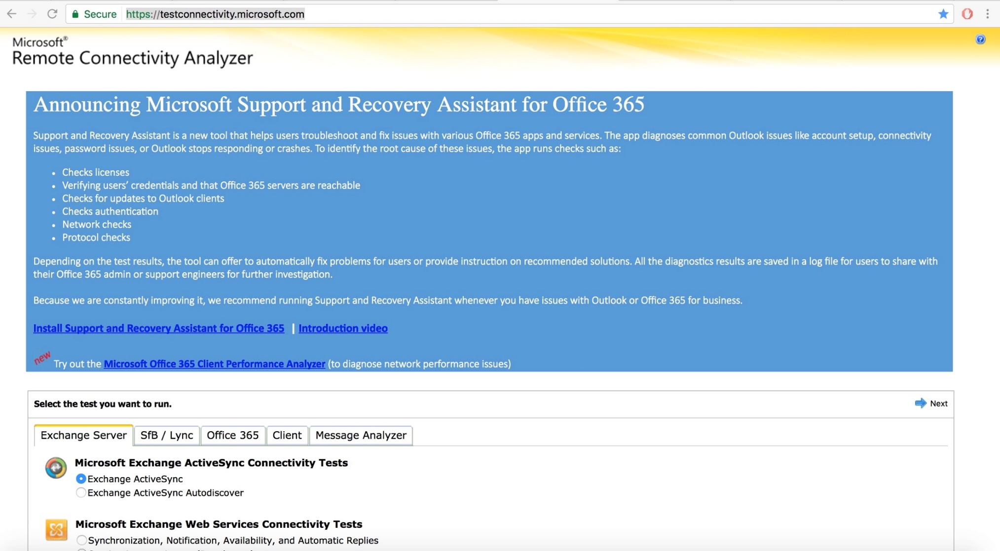 Secure https://testconnectivity.microsoft.com
Microsoft®
Remote Connectivity Analyzer
?
Announcing Microsoft Support and Recovery Assistant for Office 365
Support and Recovery Assistant is a new tool that helps users troubleshoot and fix issues with various Office 365 apps and services. The app diagnoses common Outlook issues like account setup, connectivity
issues, password issues, or Outlook stops responding or crashes. To identify the root cause of these issues, the app runs checks such as:
• Checks licenses
• Verifying users’ credentials and that Office 365 servers are reachable
• Checks for updates to Outlook clients
• Checks authentication
• Network checks
• Protocol checks
Depending on the test results, the tool can offer to automatically fix problems for users or provide instruction on recommended solutions. All the diagnostics results are saved in a log file for users to share with
their Office 365 admin or support engineers for further investigation.
Because we are constantly improving it, we recommend running Support and Recovery Assistant whenever you have issues with Outlook or Office 365 for business.
Install Support and Recovery Assistant for Office 365 | Introduction video
new Try out the Microsoft Office 365 Client Performance Analyzer (to diagnose network performance issues)
Select the test you want to run. Next
Exchange Server SfB / Lync Office 365 Client Message Analyzer
Microsoft Exchange ActiveSync Connectivity Tests
Exchange ActiveSync
Exchange ActiveSync Autodiscover
Microsoft Exchange Web Services Connectivity Tests
Synchronization, Notification, Availability, and Automatic Replies